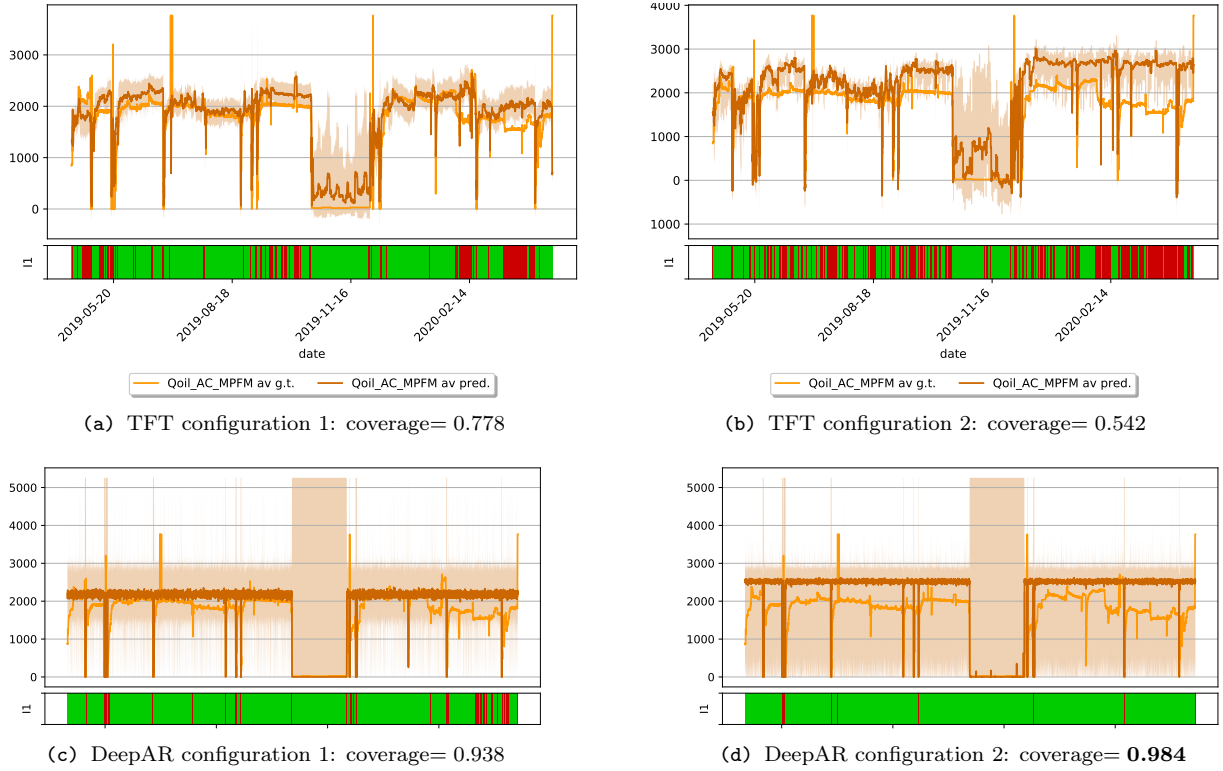 3000
2000
1000
0
I1
2019-05-20
2019-08-18
2019-11-16
2020-02-14
date
Qoil_AC_MPFM av g.t.
Qoil_AC_MPFM av pred.
(a) TFT configuration 1: coverage= 0.778
4000
3000
2000
1000
0
1000
I1
2019-05-20
2019-08-18
2019-11-16
2020-02-14
date
Qoil_AC_MPFM av g.t.
Qoil_AC_MPFM av pred.
(b) TFT configuration 2: coverage= 0.542
5000
4000
3000
2000
1000
0
I1
(c) DeepAR configuration 1: coverage= 0.938
5000
4000
3000
2000
1000
0
I1
(d) DeepAR configuration 2: coverage= 0.984